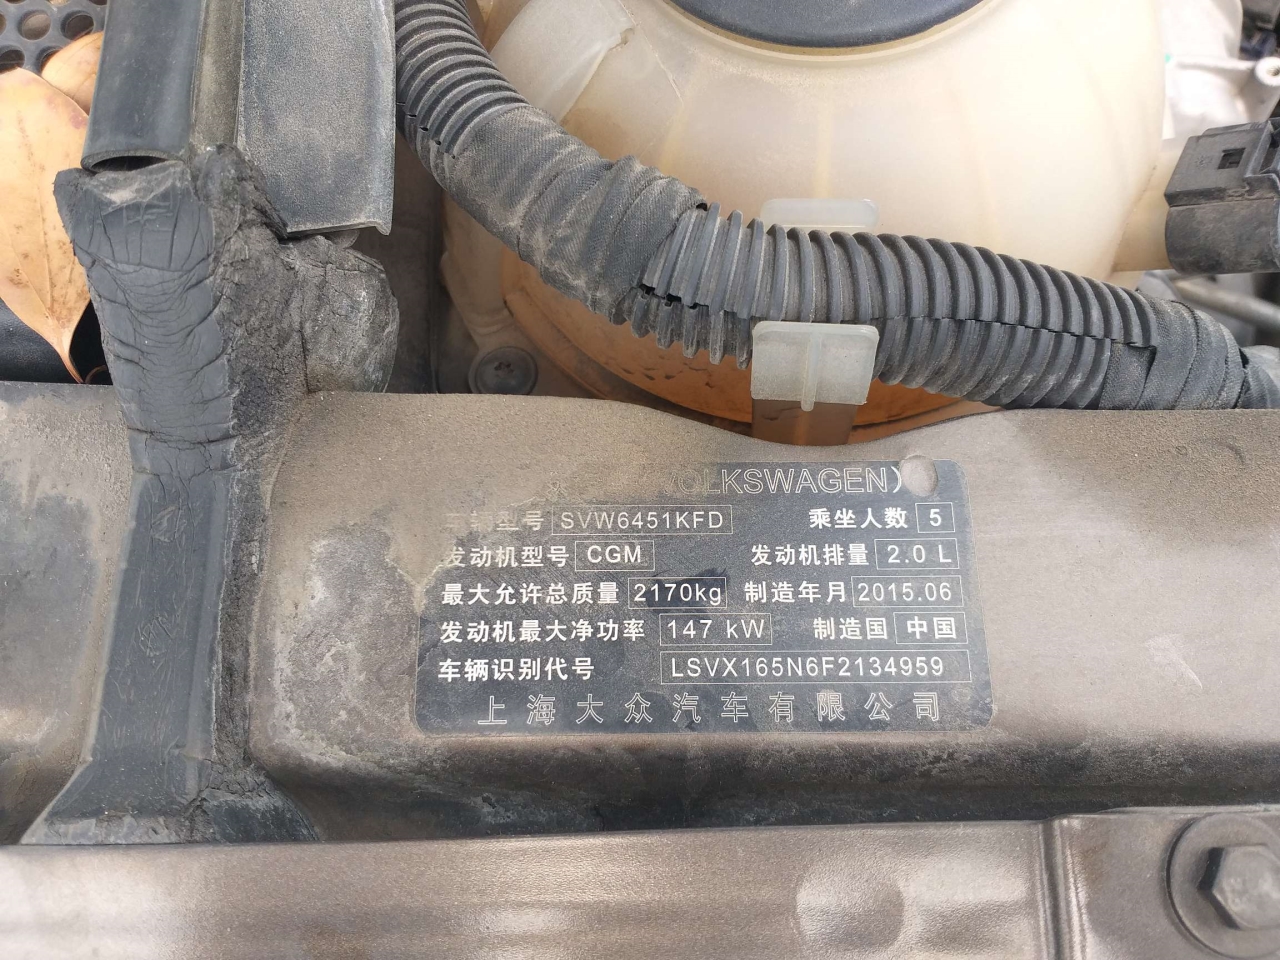 VOLKSWAGEN)
车辆型号 SVW6451KFD 乘坐人数 5
发动机型号 CGM 发动机排量 2.0 L
最大允许总质量 2170kg 制造年月 2015.06
发动机最大净功率 147 kW 制造国 中国
车辆识别代号 LSVX165N6F2134959
上海大众汽车有限公司